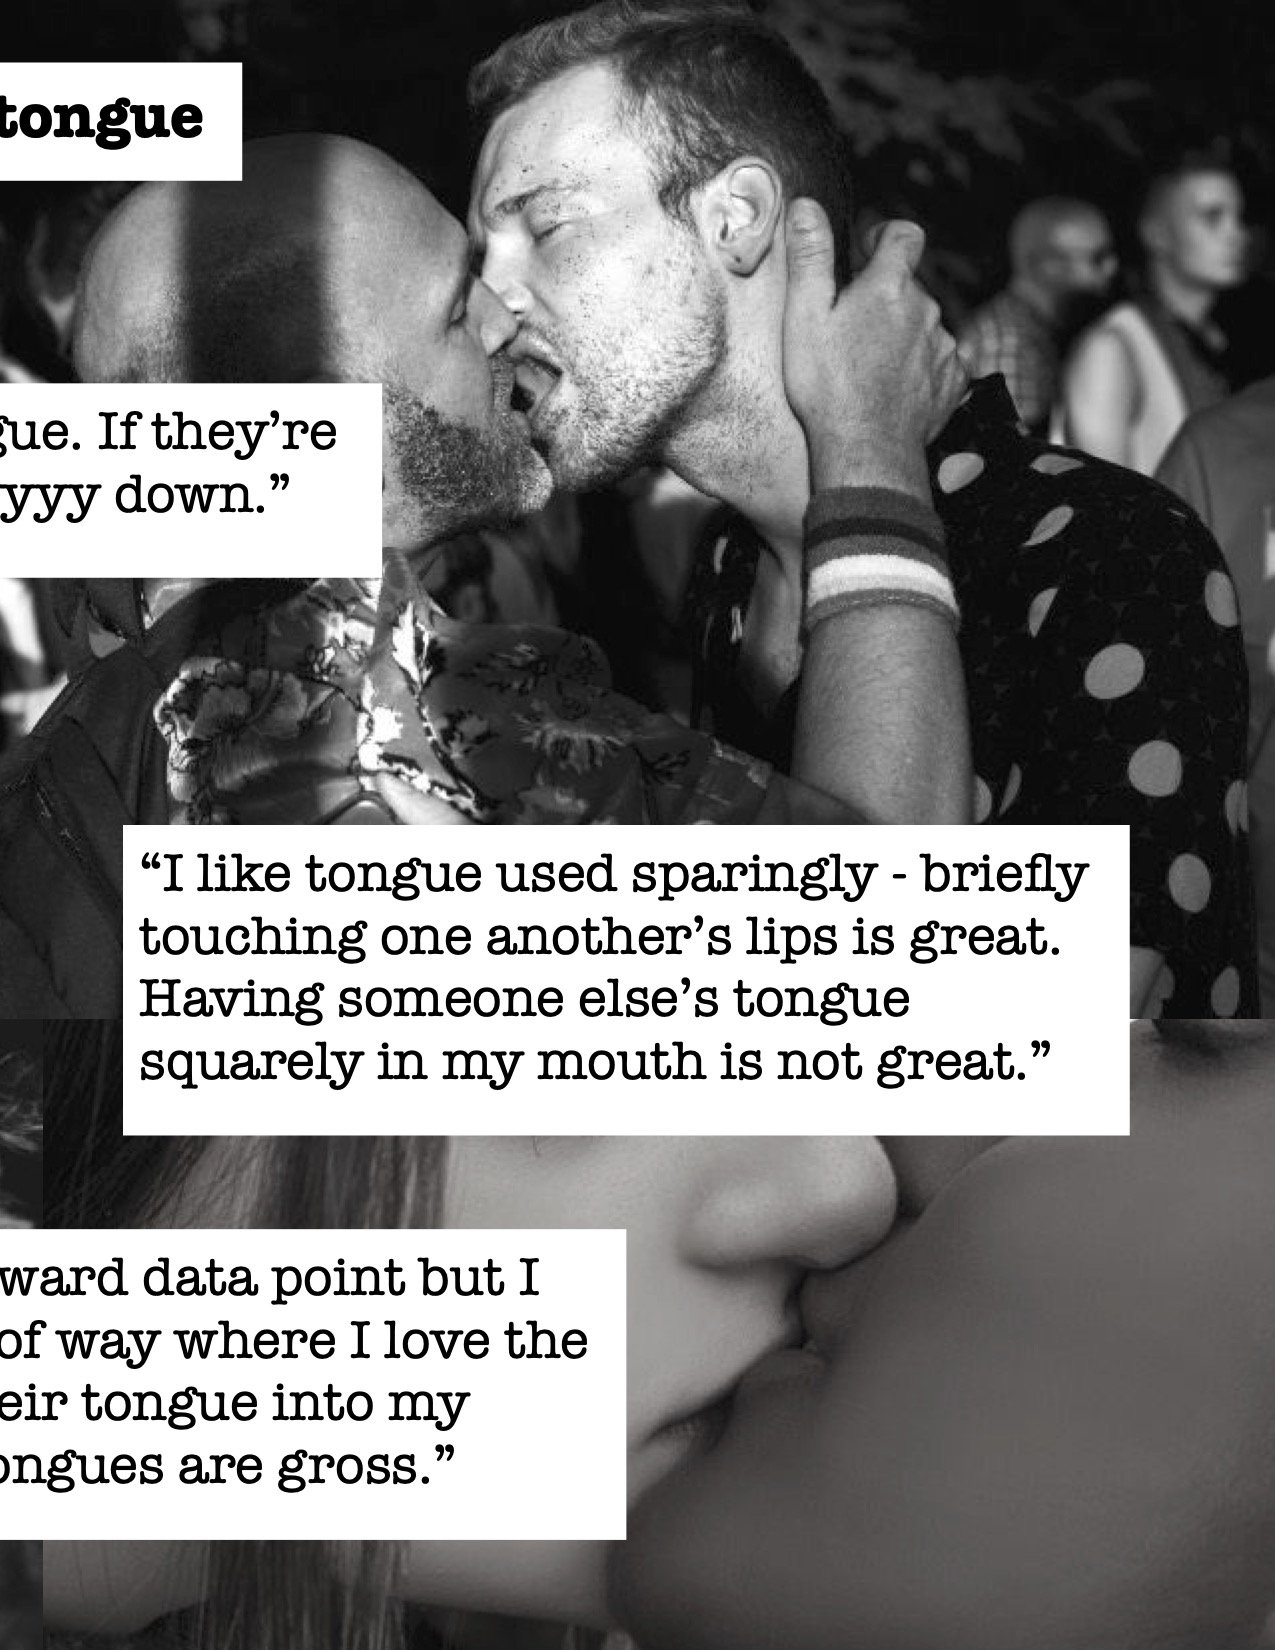 tongue
gue. If they’re
yyy down.”
“I like tongue used sparingly - briefly
touching one another’s lips is great.
Having someone else’s tongue
squarely in my mouth is not great.”
ward data point but I
of way where I love the
eir tongue into my
ongues are gross.”